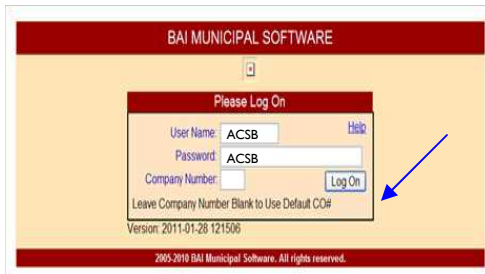 BAI MUNICIPAL SOFTWARE
Please Log On
User Name: ACSB Help
Password: ACSB
Company Number: Log On
Leave Company Number Blank to Use Default CO#
Version: 2011-01-28 121506
2005-2010 BAI Municipal Software. All rights reserved.